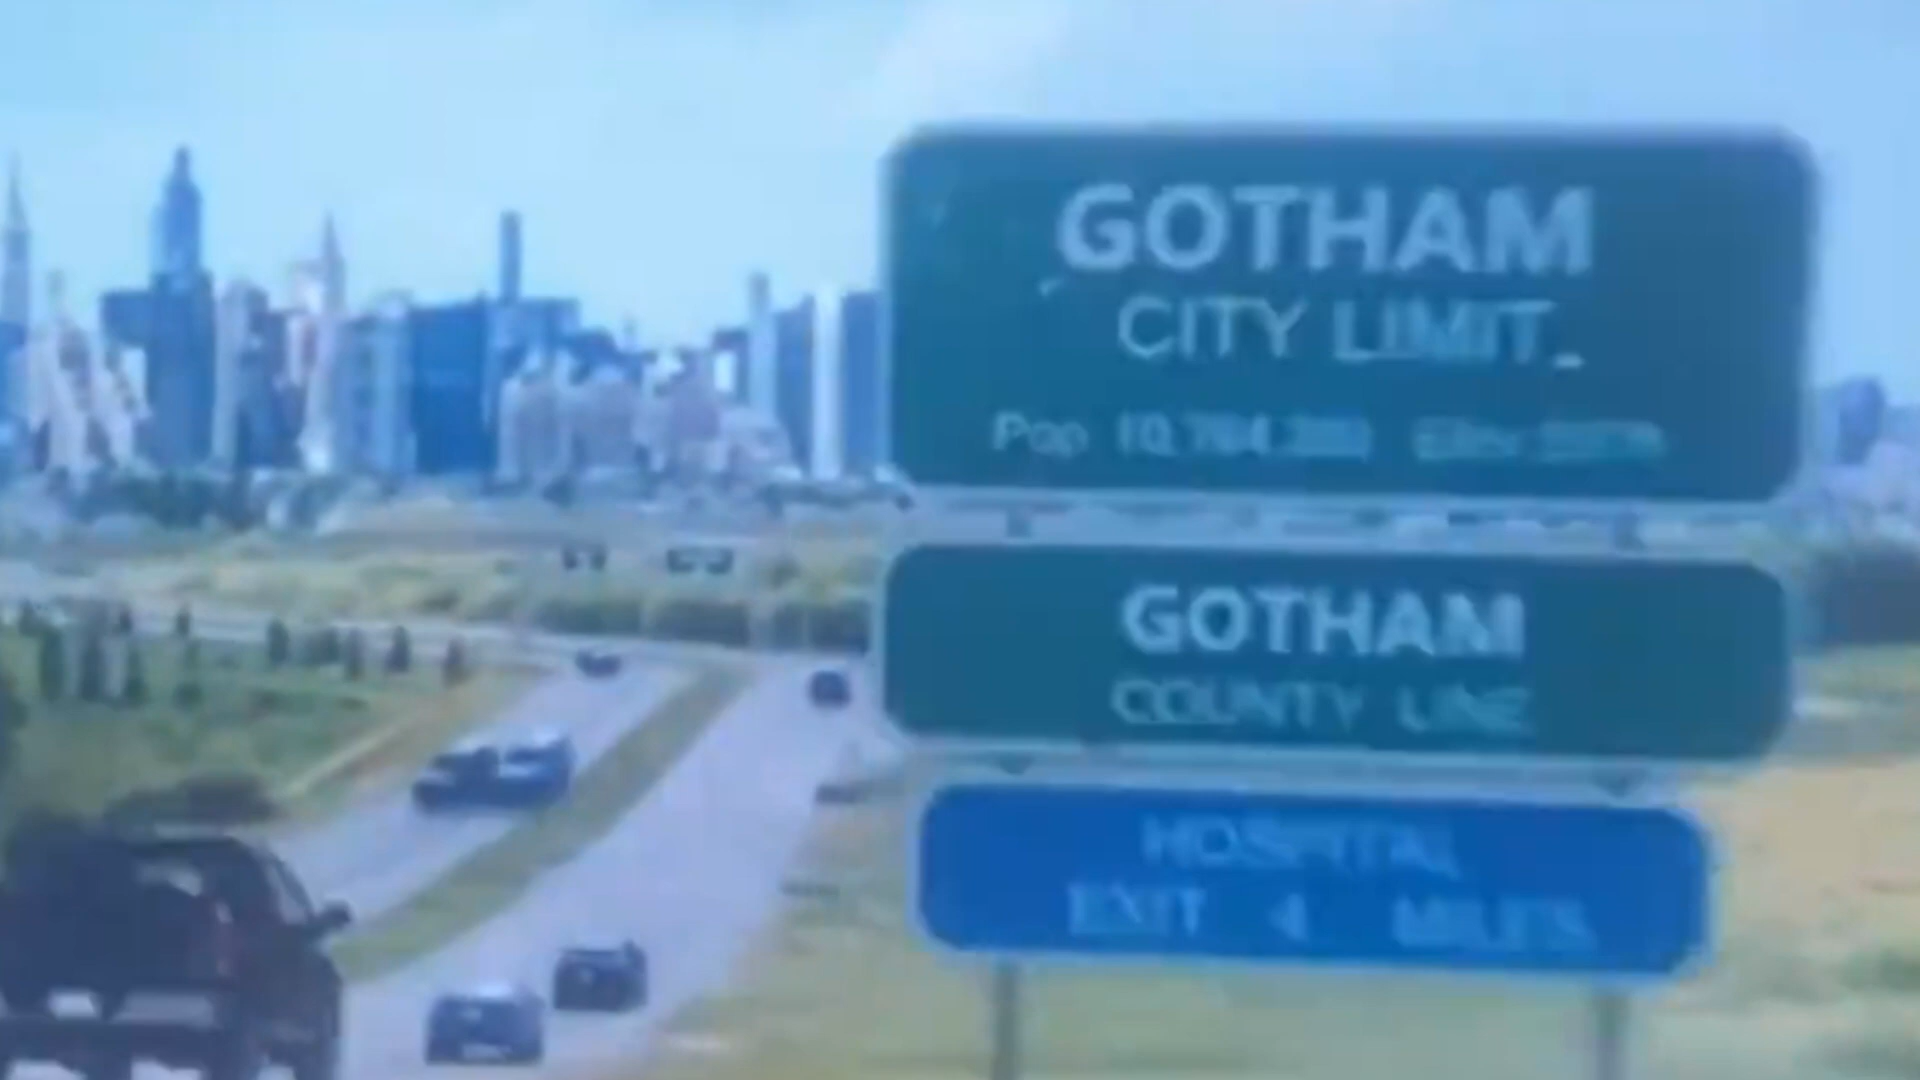 GOTHAM
CITY LIMIT
Pop
GOTHAM
COUNTY LINE
HOSPITAL
EXIT 4 MILES